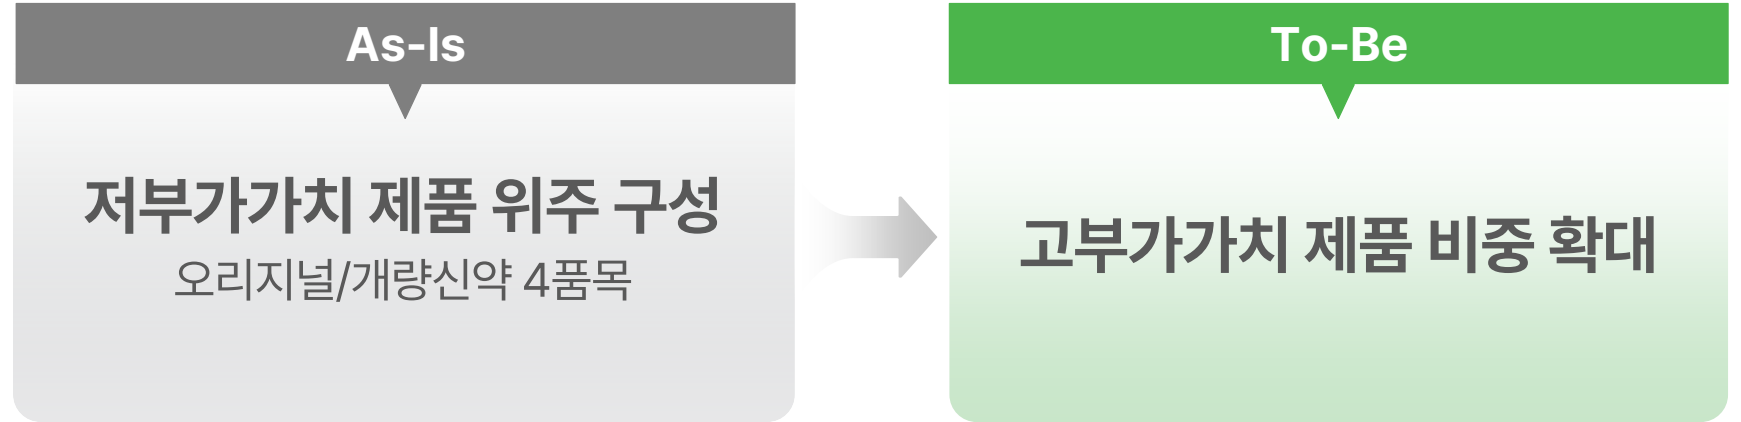 As-Is
저부가가치 제품 위주 구성
오리지널/개량신약 4품목
To-Be
고부가가치 제품 비중 확대